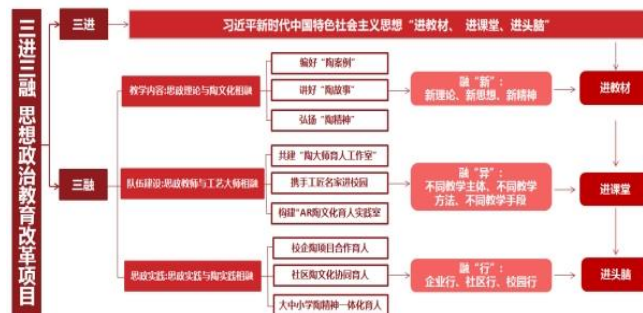 三进三融 思想政治教育改革项目
三进
习近平新时代中国特色社会主义思想“进教材、进课堂、进头脑”
三融
教学内容:思政理论与陶文化相融
编好“陶案例”
讲好“陶故事”
弘扬“陶精神”
融“新”:
新理论、新思想、新精神
进教材
队伍建设:思政教师与工艺大师相融
共建“陶大师育人工作室”
携手工匠名家进校园
构建“AR陶文化育人实践室
融“异”:
不同教学主体、不同教学
方法、不同教学手段
进课堂
思政实践:思政实践与陶实践相融
校企陶项目合作育人
社区陶文化协同育人
大中小学陶精神一体化育人
融“行”:
企业行、社区行、校园行
进头脑